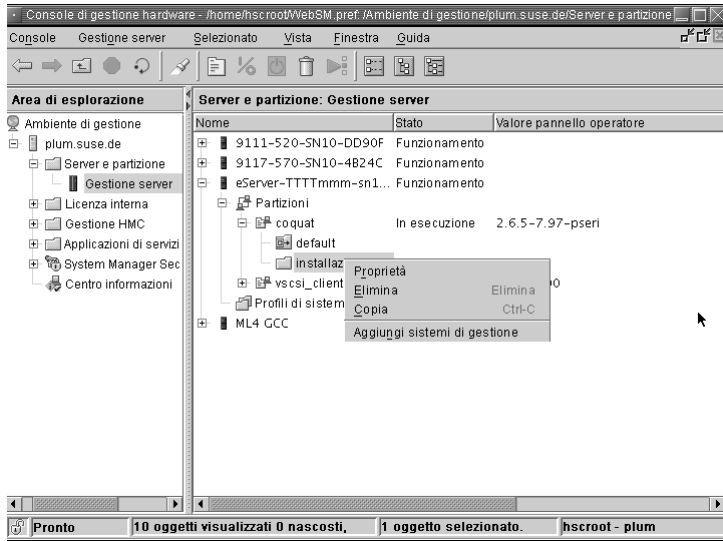 Console di gestione hardware - /home/hscroot/WebSM.pref: /Ambiente di gestione/plum.suse.de/Server e partizione
Console Gestione server Selezionato Vista Finestra Guida
Area di esplorazione
Server e partizione: Gestione server
Ambiente di gestione
plum.suse.de
Server e partizione
Gestione server
Licenza interna
Gestione HMC
Applicazioni di servizi
System Manager Sec
Centro informazioni
Nome Stato Valore pannello operatore
9111-520-SN10-DD90F Funzionamento
9117-570-SN10-4B24C Funzionamento
eServer-TTTTmmm-sn1... Funzionamento
Partizioni
coquat In esecuzione 2.6.5-7.97-pseri
default
installaz
vscsi_client
Profili di sistem
ML4 GCC
Proprietà
Elimina Elimina
Copia Ctrl-C
Aggiungi sistemi di gestione
Pronto 10 oggetti visualizzati 0 nascosti, 1 oggetto selezionato. hscroot - plum